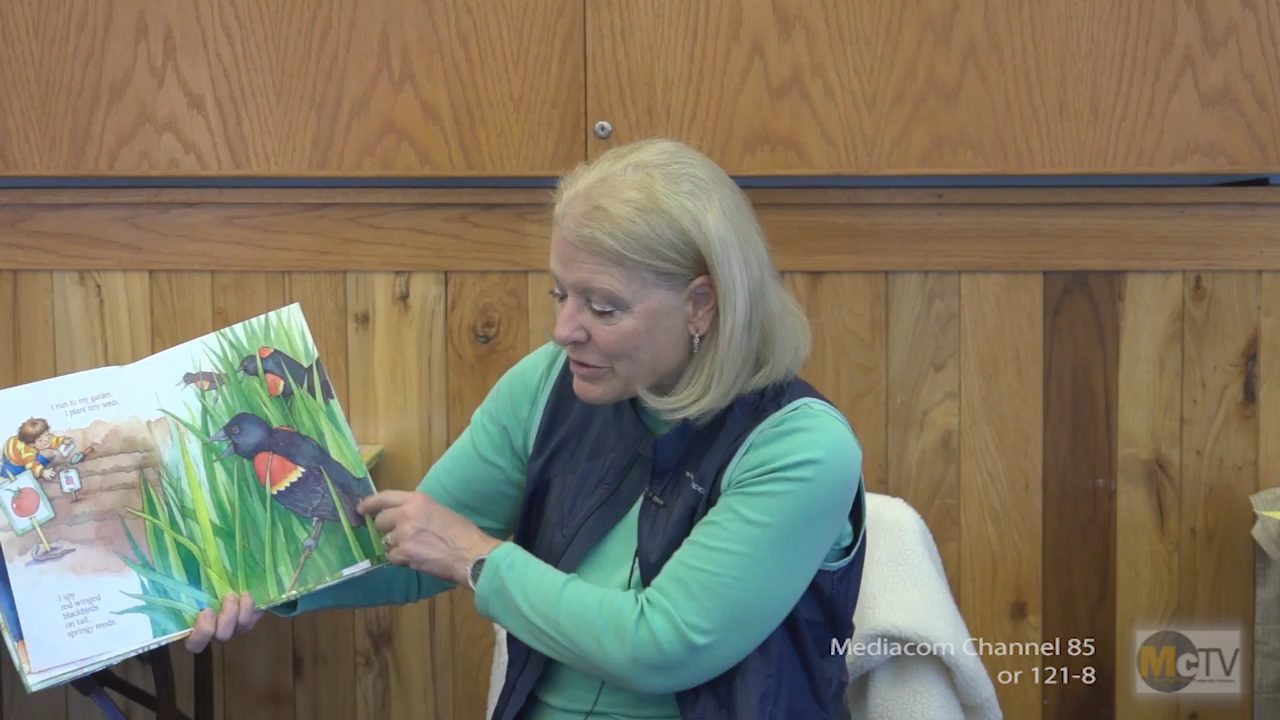 I run to my garden.
I plant tiny seeds.
I spy
red-winged
blackbirds
on tall,
springy reeds.
Mediacom Channel 85
or 121-8
McTV